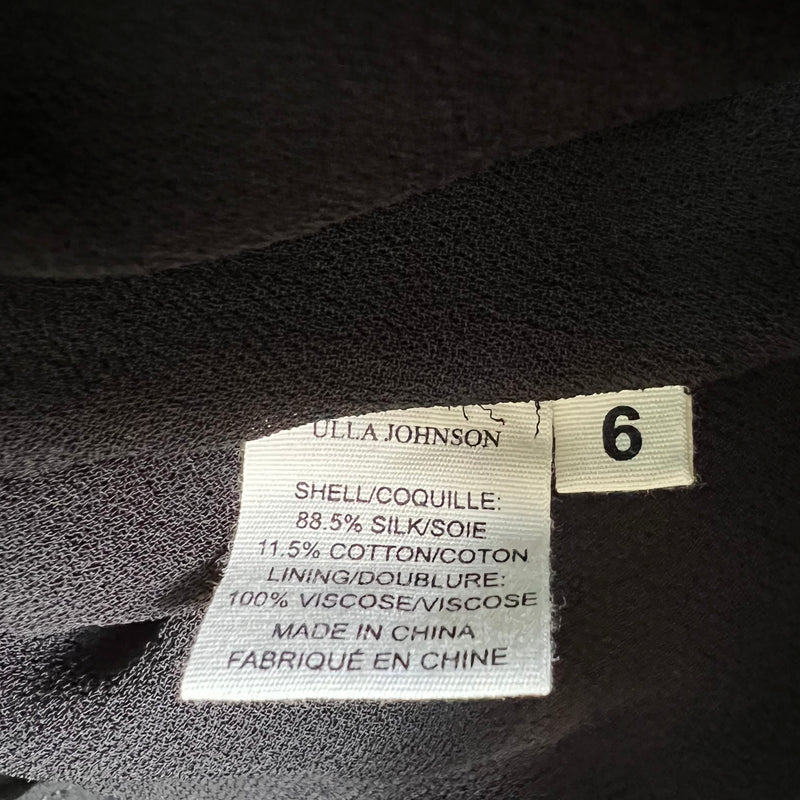 ULLA JOHNSON
6
SHELL/COQUILLE:
88.5% SILK/SOIE
11.5% COTTON/COTON
LINING/DOUBLURE:
100% VISCOSE/VISCOSE
MADE IN CHINA
FABRIQUÉ EN CHINE